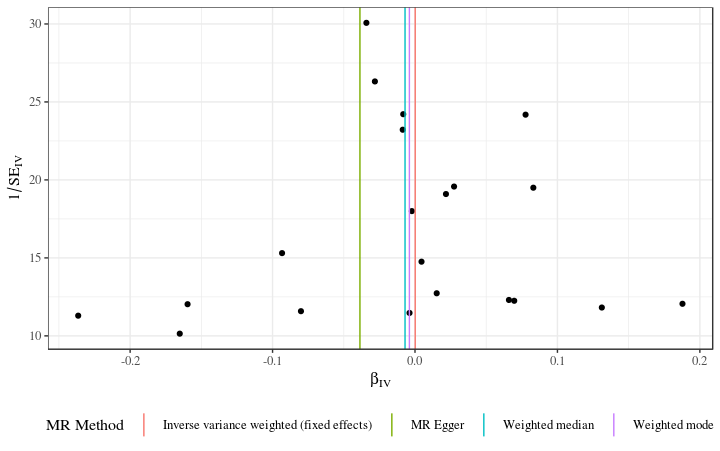 30
25
20
15
10
1/SE_IV
-0.2 -0.1 0.0 0.1 0.2
β_IV
MR Method Inverse variance weighted (fixed effects) MR Egger Weighted median Weighted mode